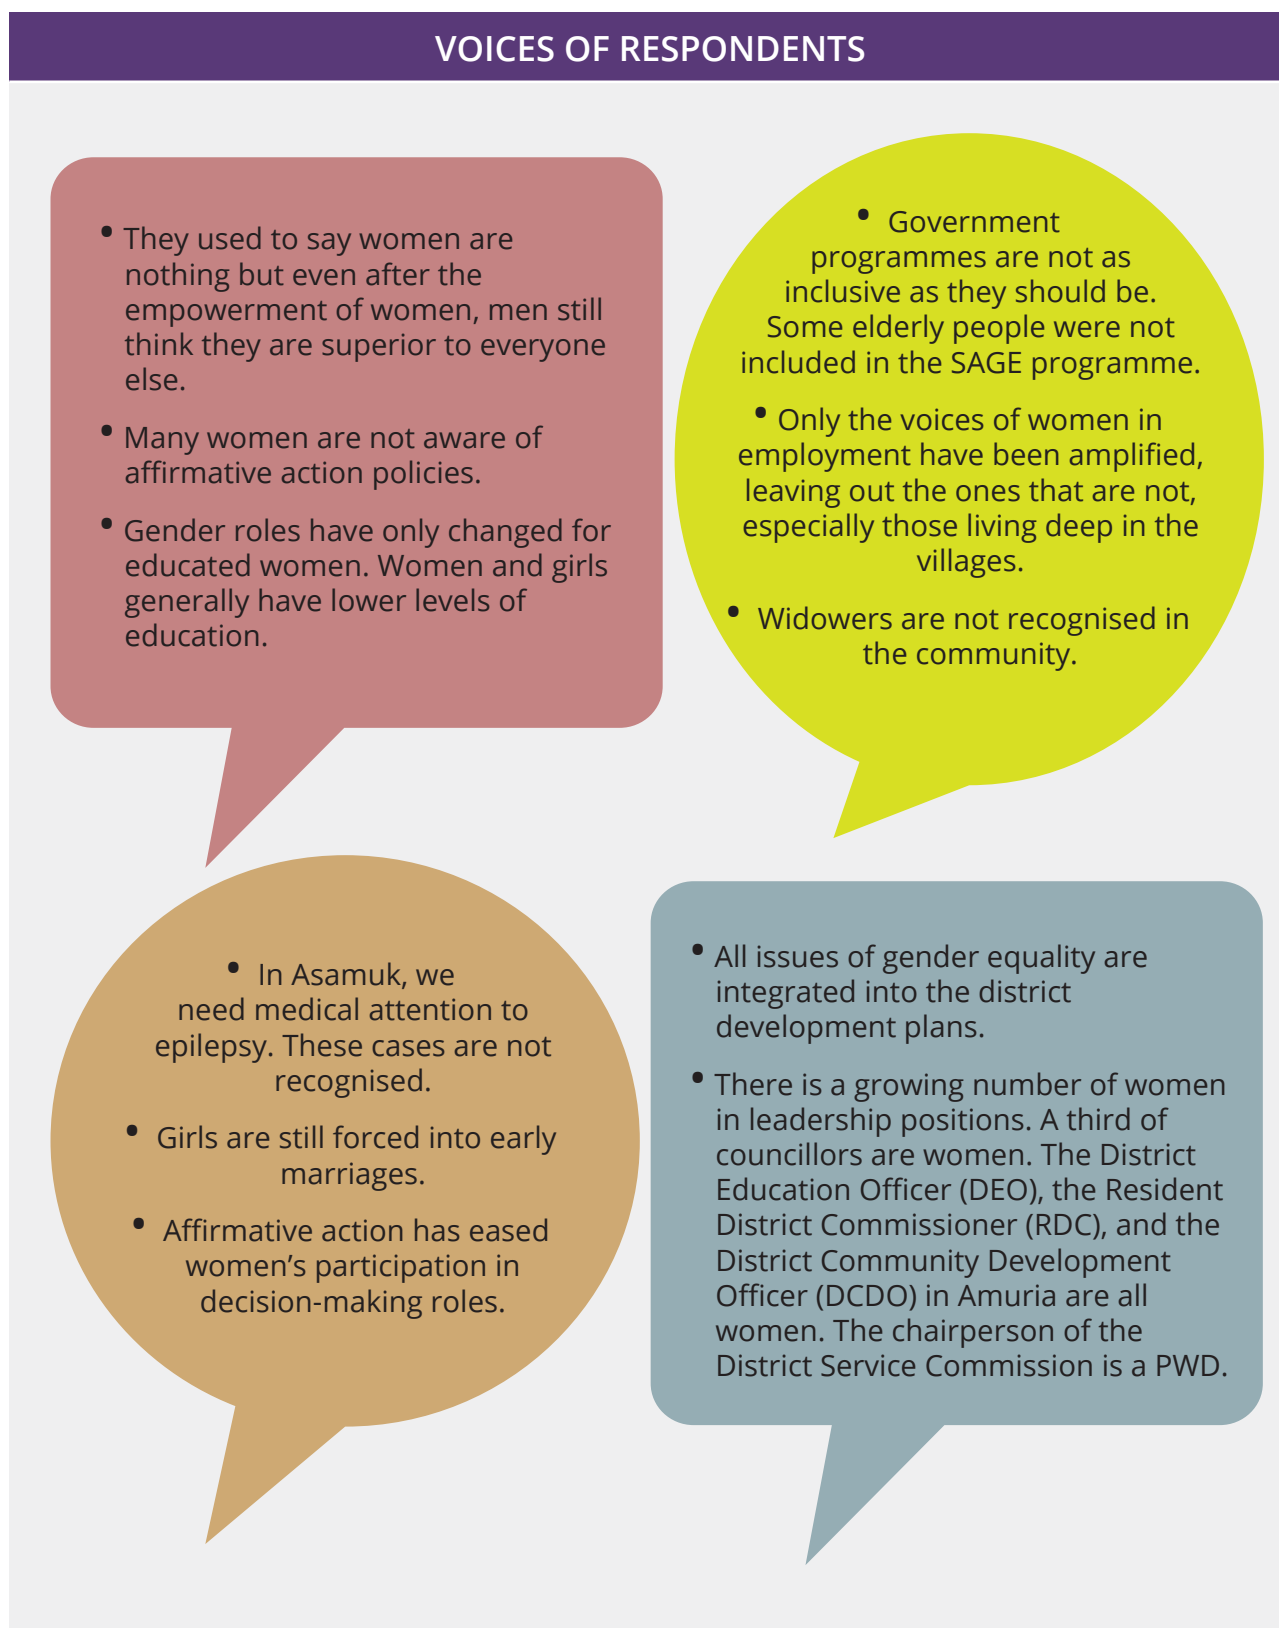 VOICES OF RESPONDENTS
• They used to say women are
nothing but even after the
empowerment of women, men still
think they are superior to everyone
else.
• Many women are not aware of
affirmative action policies.
• Gender roles have only changed for
educated women. Women and girls
generally have lower levels of
education.
• Government
programmes are not as
inclusive as they should be.
Some elderly people were not
included in the SAGE programme.
• Only the voices of women in
employment have been amplified,
leaving out the ones that are not,
especially those living deep in the
villages.
• Widowers are not recognised in
the community.
• In Asamuk, we
need medical attention to
epilepsy. These cases are not
recognised.
• Girls are still forced into early
marriages.
• Affirmative action has eased
women’s participation in
decision-making roles.
• All issues of gender equality are
integrated into the district
development plans.
• There is a growing number of women
in leadership positions. A third of
councillors are women. The District
Education Officer (DEO), the Resident
District Commissioner (RDC), and the
District Community Development
Officer (DCDO) in Amuria are all
women. The chairperson of the
District Service Commission is a PWD.